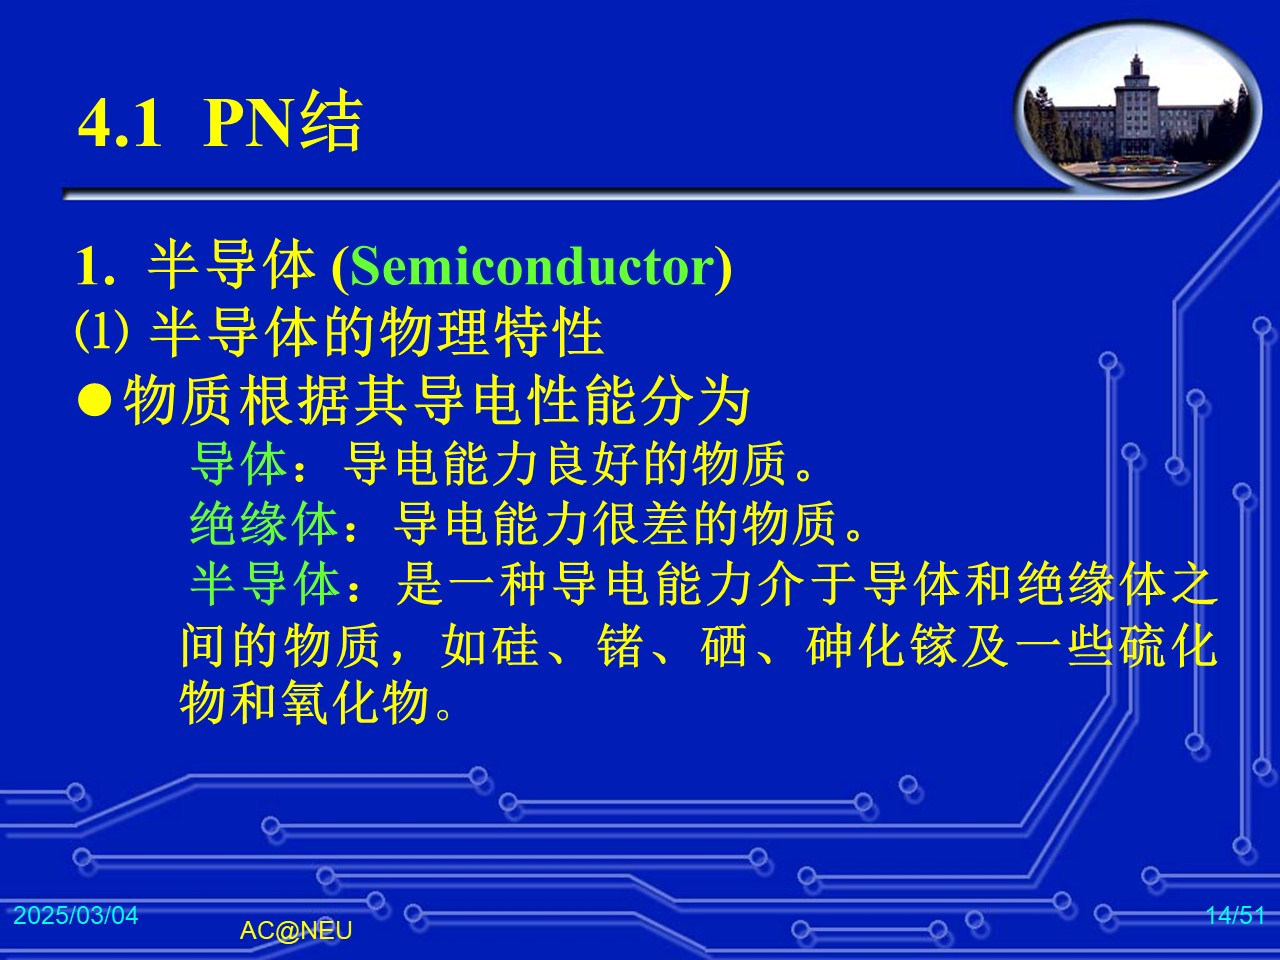 4.1 PN结
1. 半导体 (Semiconductor)
⑴ 半导体的物理特性
●物质根据其导电性能分为
导体：导电能力良好的物质。
绝缘体：导电能力很差的物质。
半导体：是一种导电能力介于导体和绝缘体之
间的物质，如硅、锗、硒、砷化镓及一些硫化
物和氧化物。
2025/03/04
AC@NEU
14/51